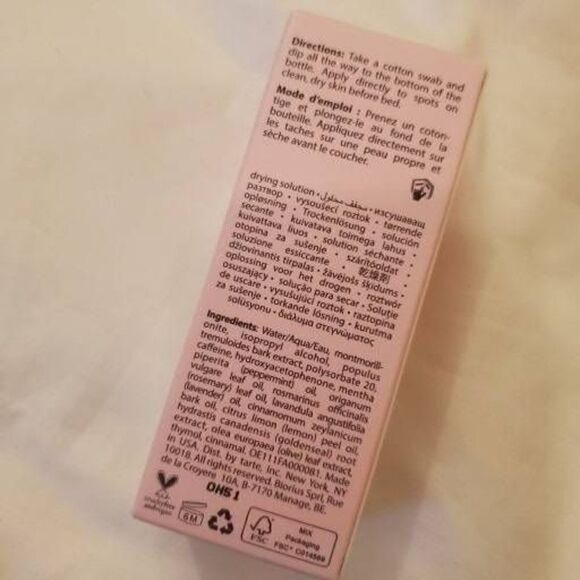 Directions: Take a cotton swab and
dip all the way to the bottom of the
bottle. Apply directly to spots on
clean, dry skin before bed.
Mode d'emploi : Prenez un coton-
tige et plongez-le au fond de la
bouteille. Appliquez directement sur
les taches sur une peau propre et
sèche avant le coucher.
drying solution • محلول مجفف • изсушаващ
разтвор • vysoušecí roztok • tørrende
opløsning • Trockenlösung • solución
secante • kuivatava toimega lahus •
kuivattava liuos • solution séchante •
otopina za sušenje • szárítóoldat •
soluzione essiccante • 乾燥剤 •
džiovinantis tirpalas • žāvējošs šķīdums •
oplossing voor het drogen • roztwór
osuszający • solução para secar • Soluție
de uscare • vysušujúci roztok • raztopina
za sušenje • torkande lösning • kurutma
solüsyonu • διάλυμα στεγνώματος
Ingredients: Water/Aqua/Eau, montmorill-
onite, isopropyl alcohol, populus
tremuloides bark extract, polysorbate 20,
caffeine, hydroxyacetophenone, mentha
piperita (peppermint) oil, origanum
vulgare leaf oil, rosmarinus officinalis
(rosemary) leaf oil, lavandula angustifolia
(lavender) oil, cinnamomum zeylanicum
bark oil, citrus limon (lemon) peel oil,
hydrastis canadensis (goldenseal) root
extract, olea europaea (olive) leaf extract,
thymol, cinnamal. OE111FA000081. Made
in USA. Dist. by tarte, Inc. New York, NY
10018. All rights reserved. Biorius Sprl, Rue
de la Croyere 10A, B-7170 Manage, BE.
OH51
6M
FSC
MIX
Packaging
FSC® C014569